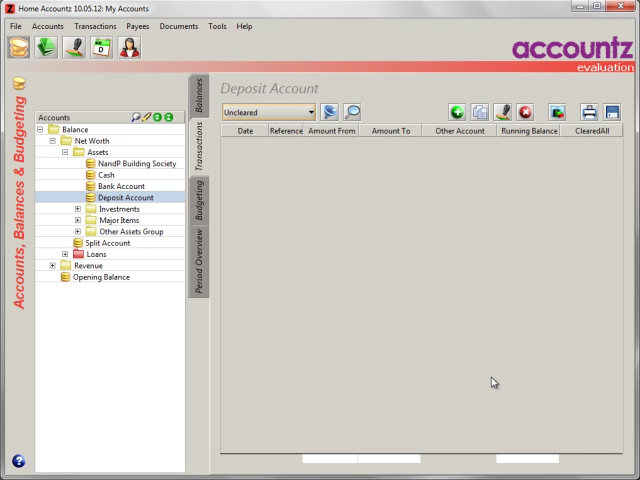 Home Accountz 10.05.12: My Accounts
File Accounts Transactions Payees Documents Tools Help
accountz
evaluation
Accounts, Balances & Budgeting
Accounts
Balance
Net Worth
Assets
NandP Building Society
Cash
Bank Account
Deposit Account
Investments
Major Items
Other Assets Group
Split Account
Loans
Revenue
Opening Balance
Balances
Transactions
Budgeting
Period Overview
Deposit Account
Uncleared
Date Reference Amount From Amount To Other Account Running Balance ClearedAll